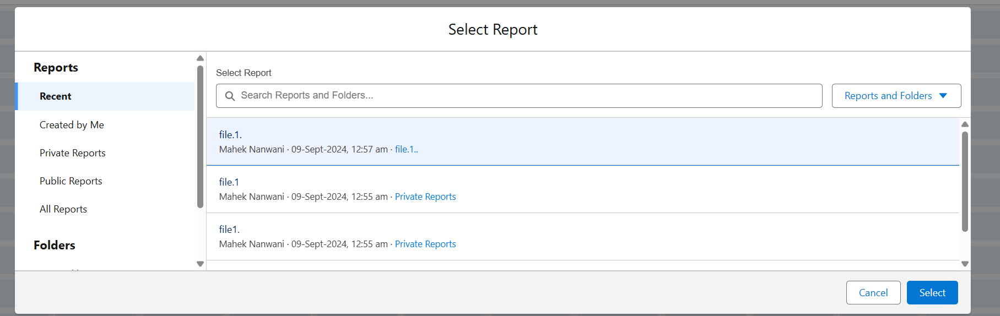 Select Report
Reports
Recent
Created by Me
Private Reports
Public Reports
All Reports
Folders
Select Report
Search Reports and Folders...
Reports and Folders
file.1.
Mahek Nanwani · 09-Sept-2024, 12:57 am · file.1..
file.1
Mahek Nanwani · 09-Sept-2024, 12:55 am · Private Reports
file1.
Mahek Nanwani · 09-Sept-2024, 12:55 am · Private Reports
Cancel
Select